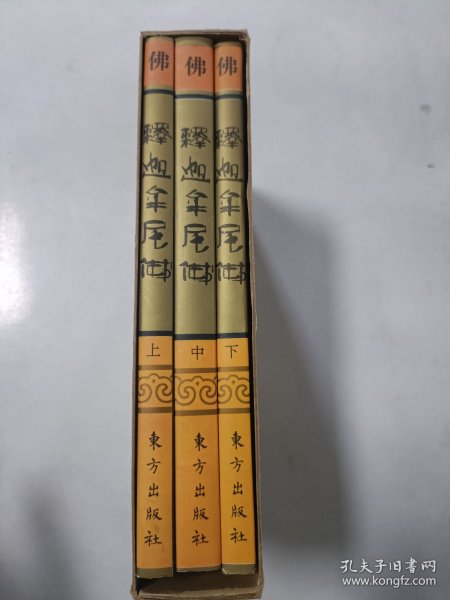 佛
釋迦牟尼佛
上
東方出版社
佛
釋迦牟尼佛
中
東方出版社
佛
釋迦牟尼佛
下
東方出版社
孔夫子旧书网
www.kongfz.com